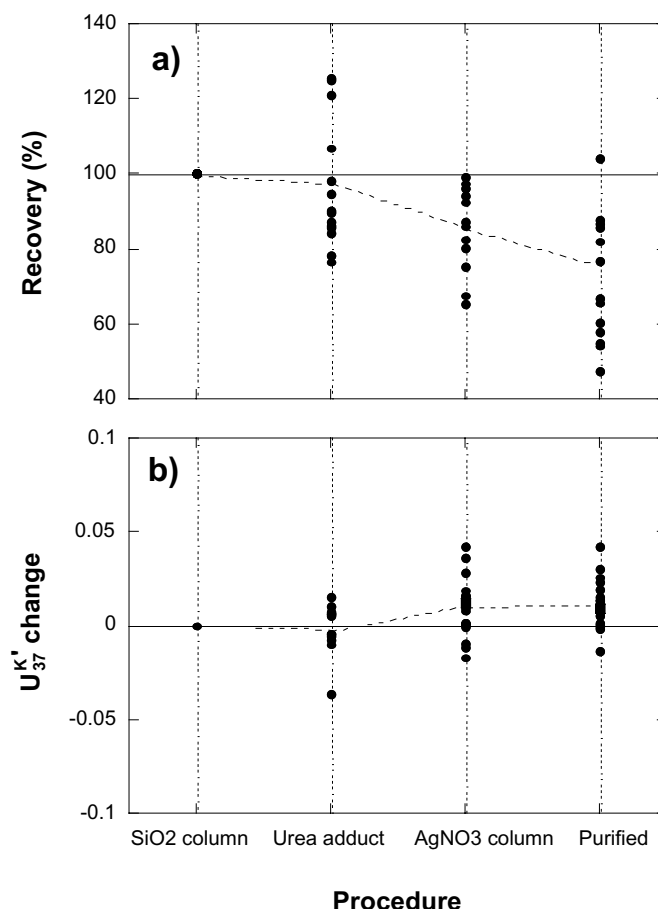 140
a)
120
100
80
60
40
Recovery (%)
0.1
b)
0.05
0
-0.05
-0.1
U37K' change
SiO2 column Urea adduct AgNO3 column Purified
Procedure